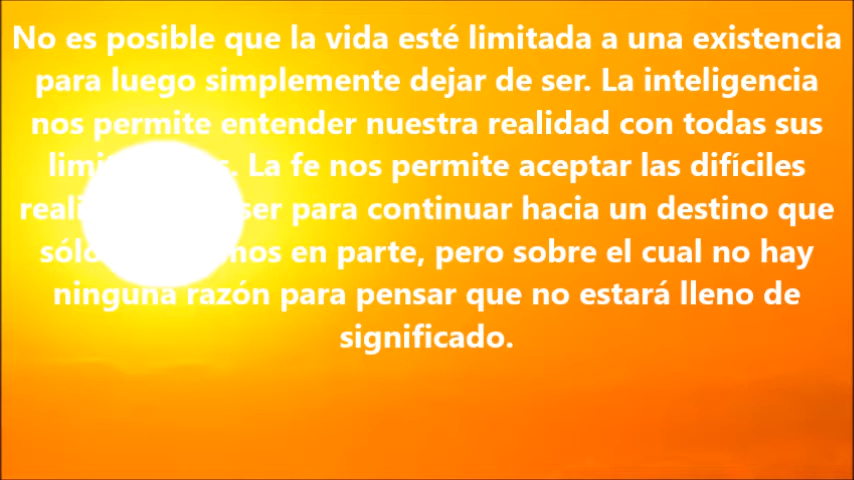 No es posible que la vida esté limitada a una existencia
para luego simplemente dejar de ser. La inteligencia
nos permite entender nuestra realidad con todas sus
La fe nos permite aceptar las difíciles
ser para continuar hacia un destino que
en parte, pero sobre el cual no hay
ninguna razón para pensar que no estará lleno de
significado.